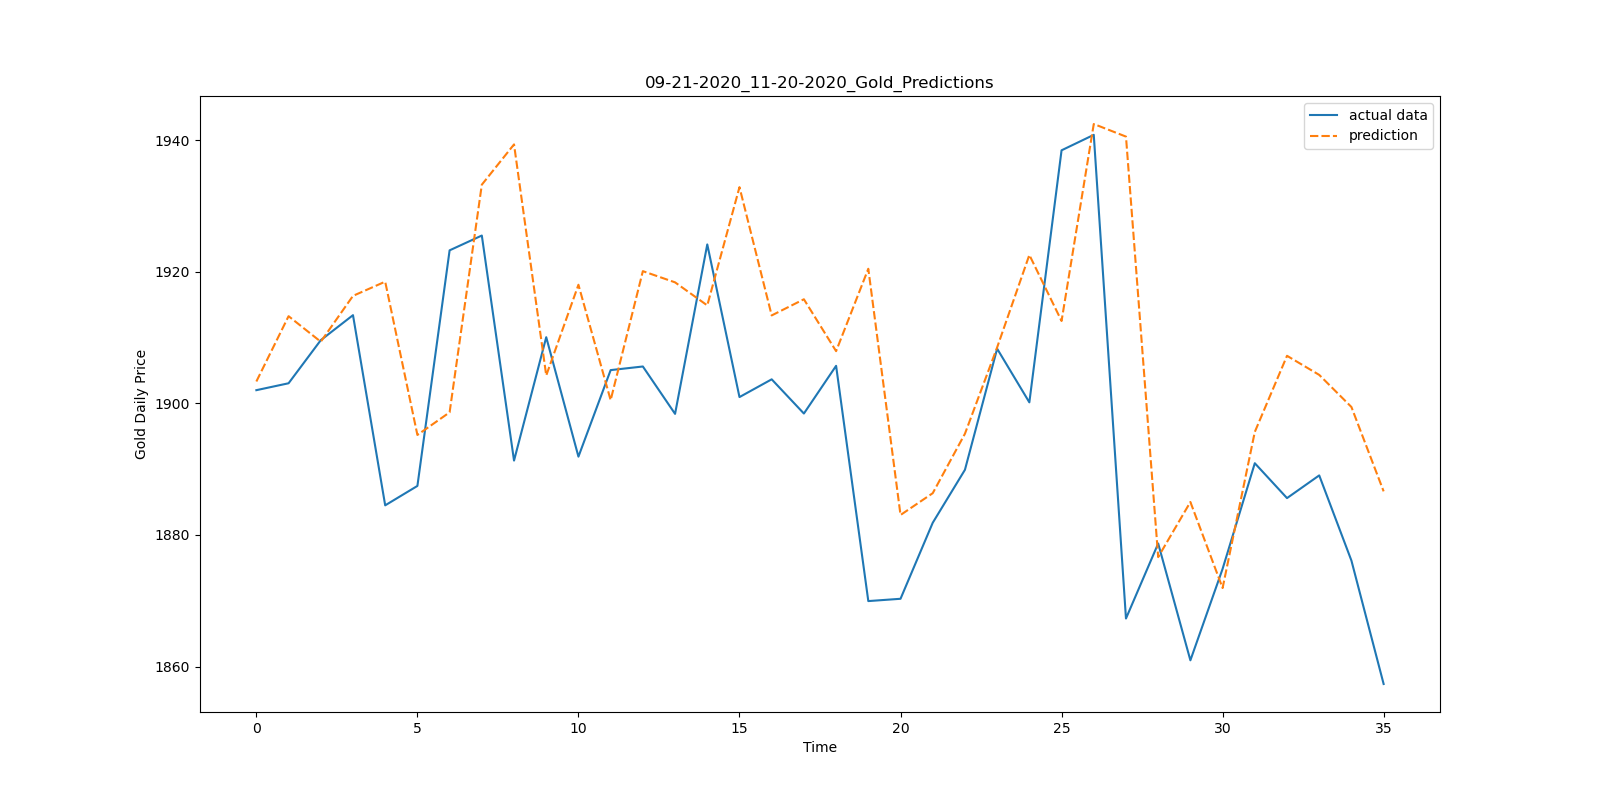 09-21-2020_11-20-2020_Gold_Predictions
actual data
prediction
1940
1920
1900
1880
1860
Gold Daily Price
0 5 10 15 20 25 30 35
Time